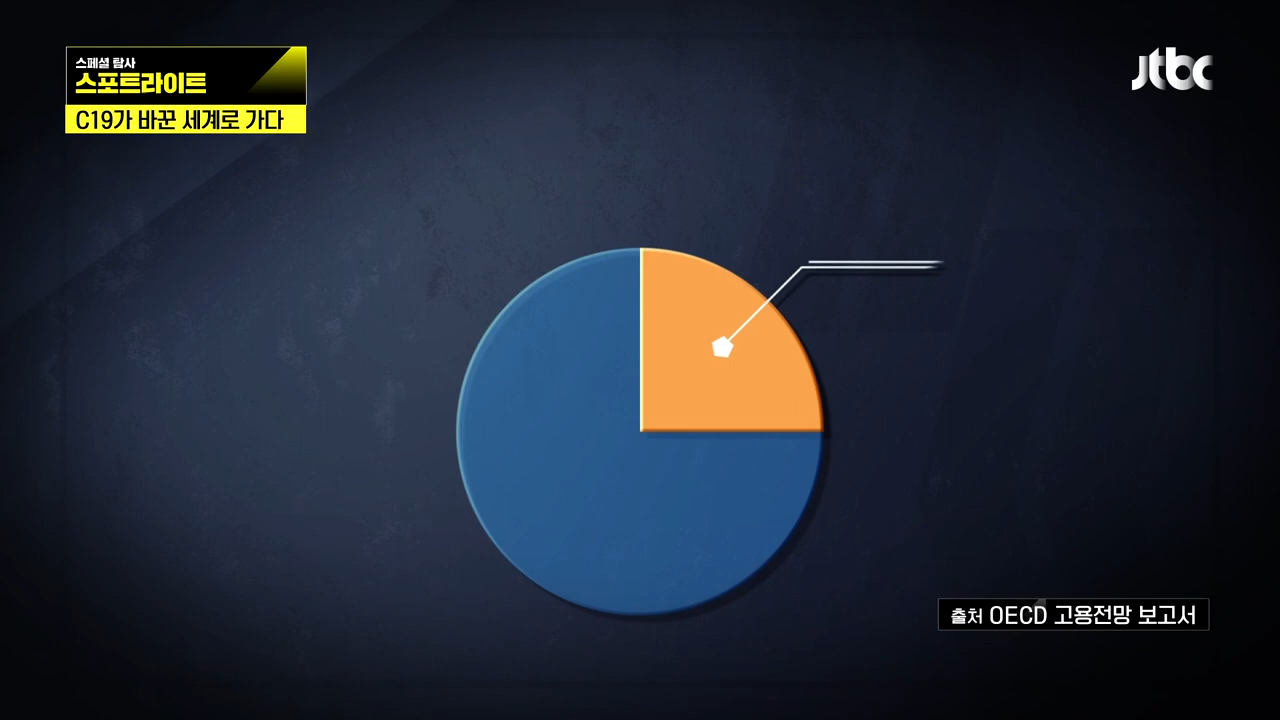 스페셜 탐사
스포트라이트
C19가 바꾼 세계로 가다
jtbc
출처 OECD 고용전망 보고서